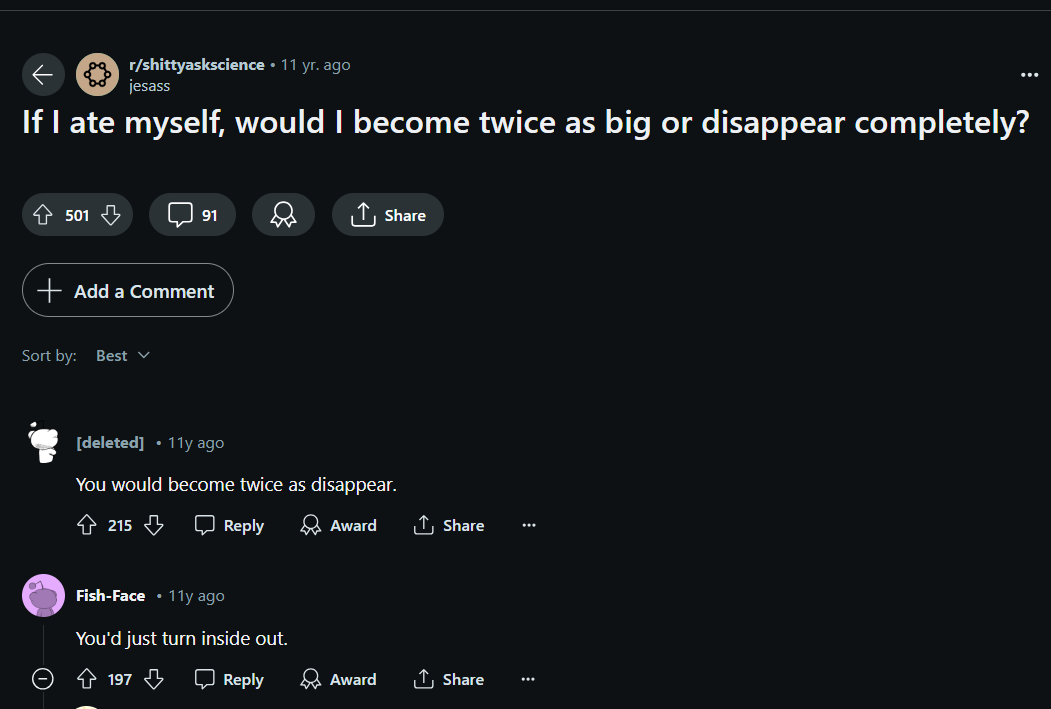 r/shittyaskscience • 11 yr. ago
jesass
If I ate myself, would I become twice as big or disappear completely?
501
91
Share
Add a Comment
Sort by: Best
[deleted] • 11y ago
You would become twice as disappear.
215 Reply Award Share
Fish-Face • 11y ago
You'd just turn inside out.
197 Reply Award Share